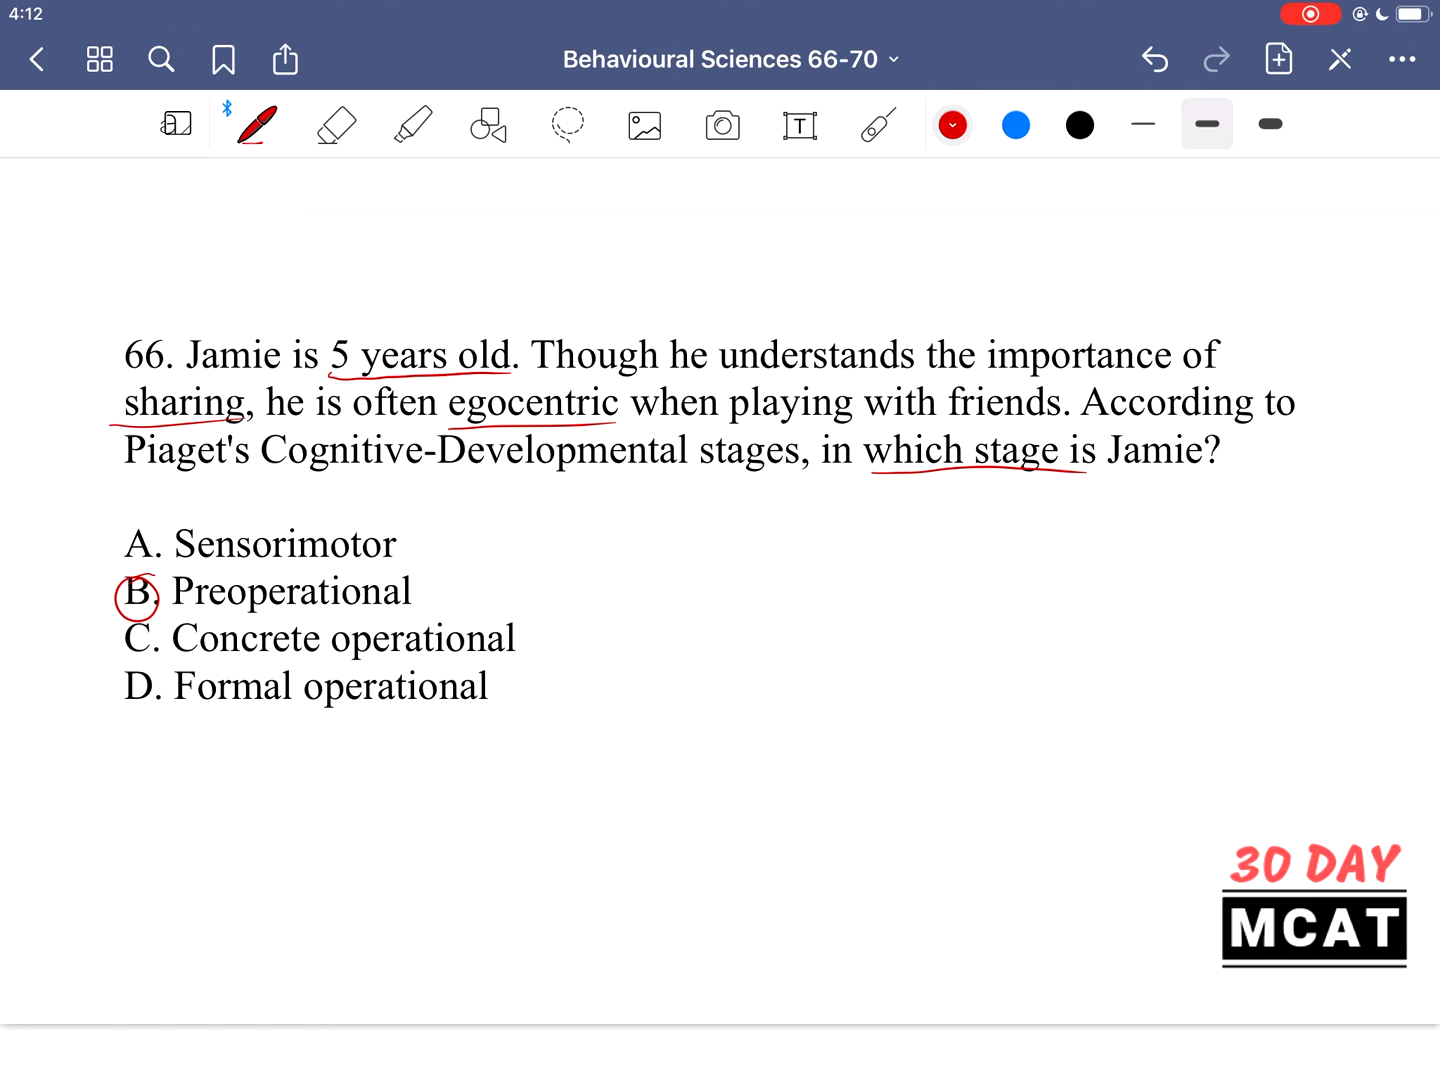 4:12
Behavioural Sciences 66-70
66. Jamie is 5 years old. Though he understands the importance of
sharing, he is often egocentric when playing with friends. According to
Piaget's Cognitive-Developmental stages, in which stage is Jamie?
A. Sensorimotor
B. Preoperational
C. Concrete operational
D. Formal operational
30 DAY
MCAT